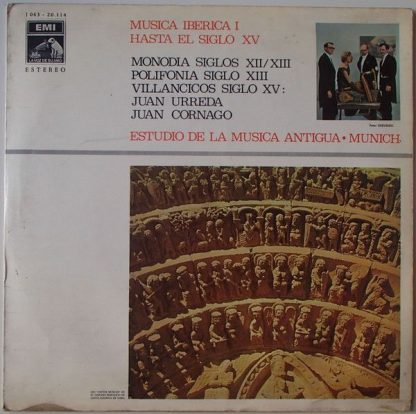 J 063 - 20.114
EMI
LA VOZ DE SU AMO
ESTEREO
MUSICA IBERICA I
HASTA EL SIGLO XV
MONODIA SIGLOS XII/XIII
POLIFONIA SIGLO XIII
VILLANCICOS SIGLO XV:
JUAN URREDA
JUAN CORNAGO
ESTUDIO DE LA MUSICA ANTIGUA • MUNICH